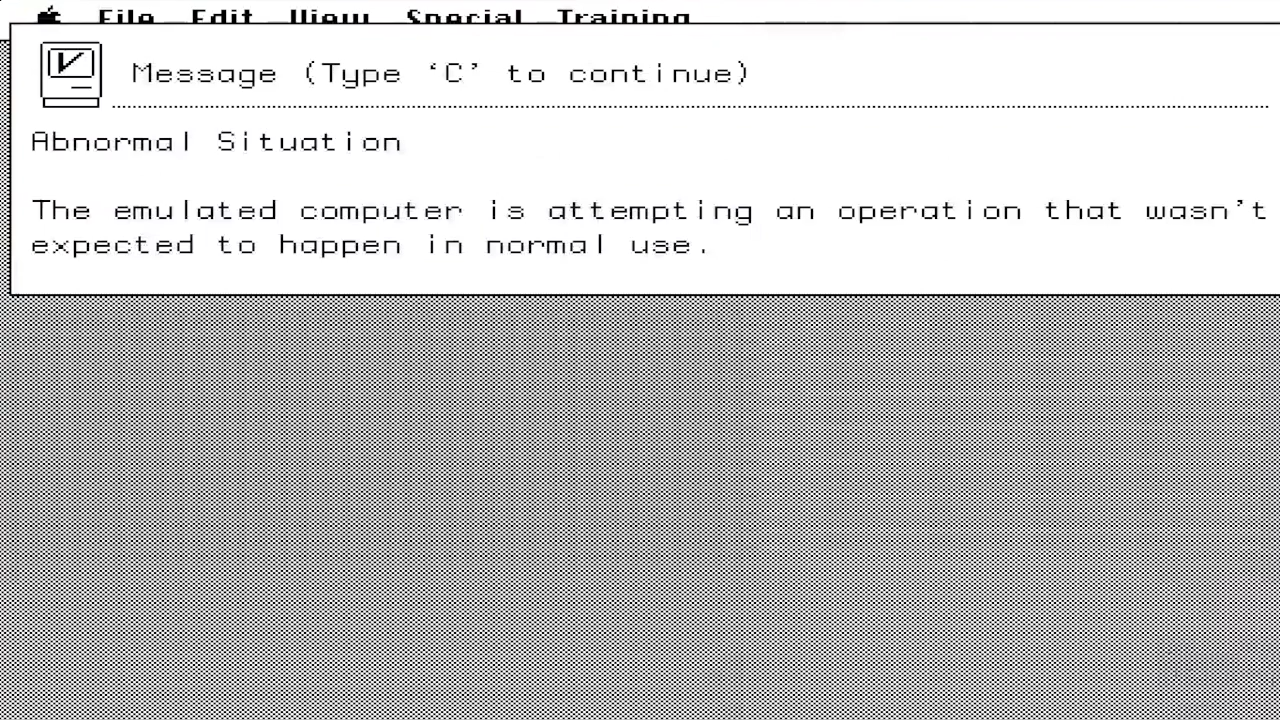 File Edit View Special Training
Message (Type ‘C’ to continue)
Abnormal Situation
The emulated computer is attempting an operation that wasn’t
expected to happen in normal use.